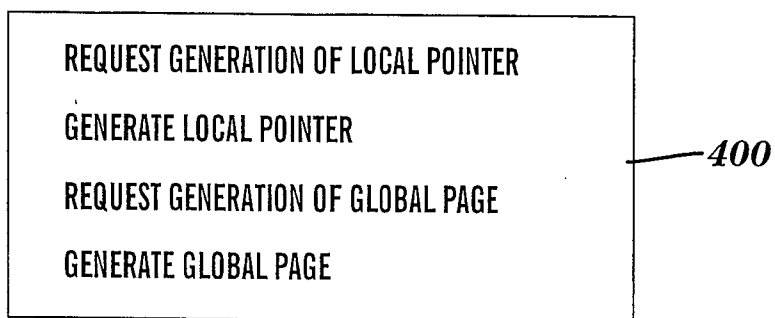 REQUEST GENERATION OF LOCAL POINTER
GENERATE LOCAL POINTER
REQUEST GENERATION OF GLOBAL PAGE
GENERATE GLOBAL PAGE
400